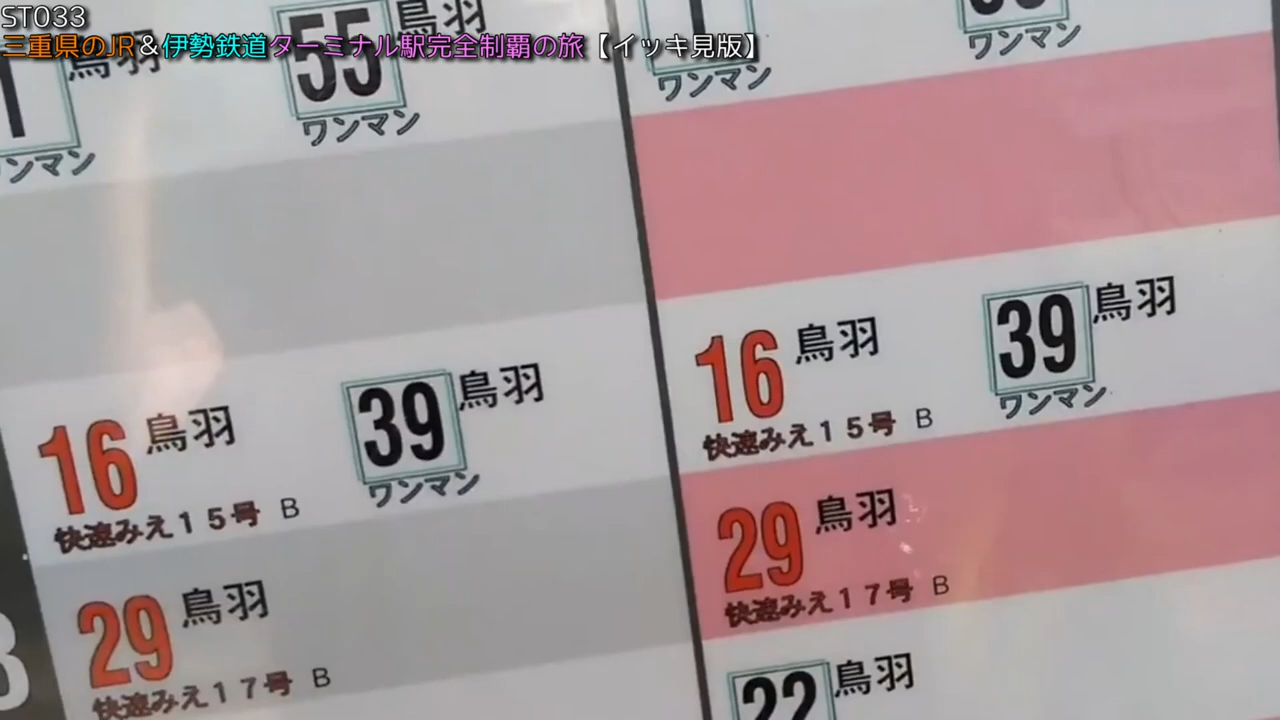 ST033
三重県のJR&伊勢鉄道ターミナル駅完全制覇の旅【イッキ見版】
1 鳥羽 55 鳥羽
ワンマン ワンマン
ワンマン ワンマン
16 鳥羽 39 鳥羽
快速みえ15号 B ワンマン
29 鳥羽
快速みえ17号 B
16 鳥羽 39 鳥羽
快速みえ15号 B ワンマン
29 鳥羽
快速みえ17号 B
22 鳥羽